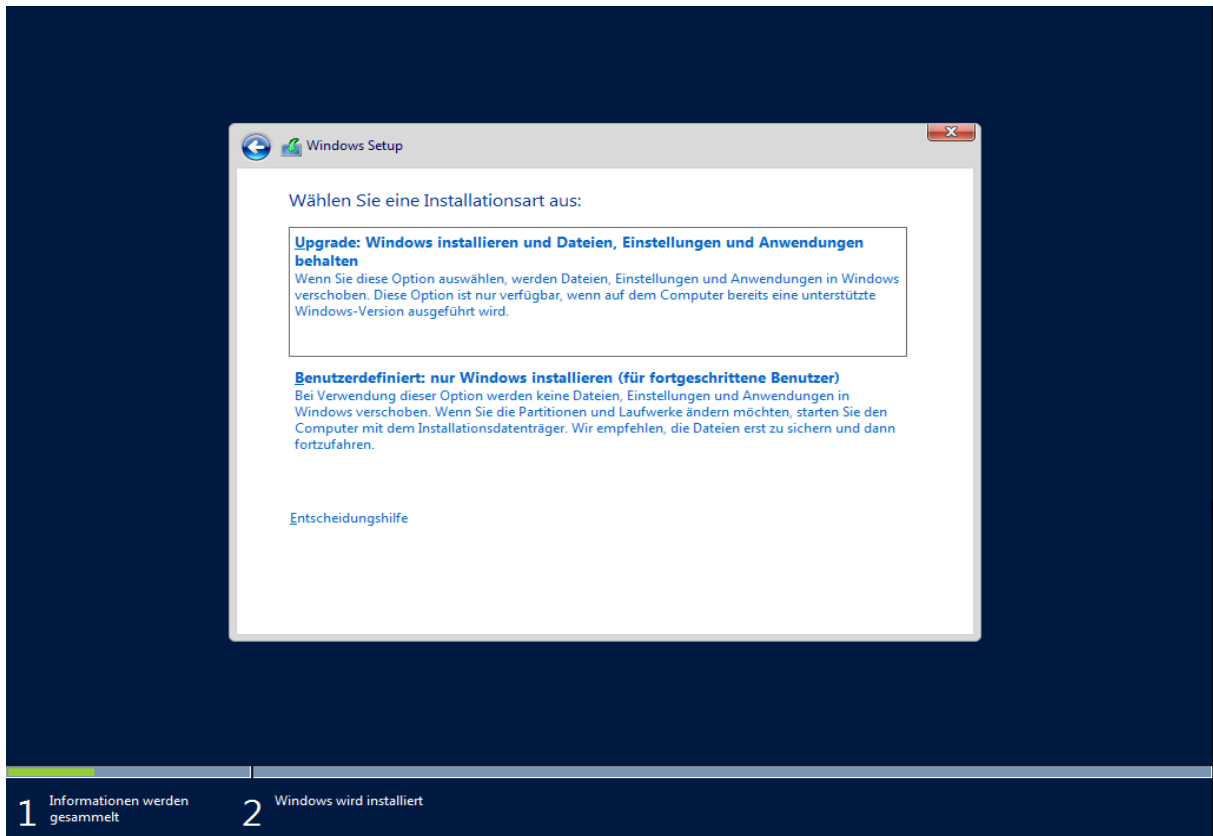 Windows Setup
Wählen Sie eine Installationsart aus:
Upgrade: Windows installieren und Dateien, Einstellungen und Anwendungen
behalten
Wenn Sie diese Option auswählen, werden Dateien, Einstellungen und Anwendungen in Windows
verschoben. Diese Option ist nur verfügbar, wenn auf dem Computer bereits eine unterstützte
Windows-Version ausgeführt wird.
Benutzerdefiniert: nur Windows installieren (für fortgeschrittene Benutzer)
Bei Verwendung dieser Option werden keine Dateien, Einstellungen und Anwendungen in
Windows verschoben. Wenn Sie die Partitionen und Laufwerke ändern möchten, starten Sie den
Computer mit dem Installationsdatenträger. Wir empfehlen, die Dateien erst zu sichern und dann
fortzufahren.
Entscheidungshilfe
1 Informationen werden
gesammelt
2 Windows wird installiert